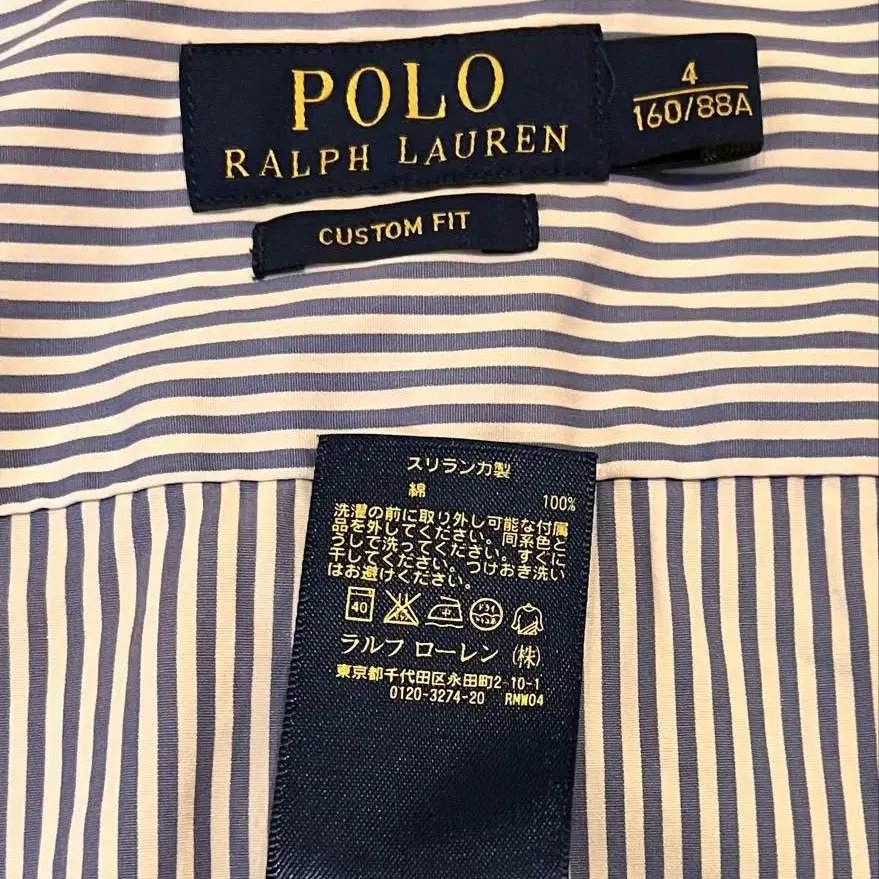 POLO
RALPH LAUREN
4
160/88A
CUSTOM FIT
スリランカ製
綿 100%
洗濯の前に取り外し可能な付属
品を外してください。同系色ど
うしで洗ってください。すぐに
干してください。つけおき洗い
はお避けください。
40 中 ドライ
ラルフ ローレン (株)
東京都千代田区永田町2-10-1
0120-3274-20 RMW04